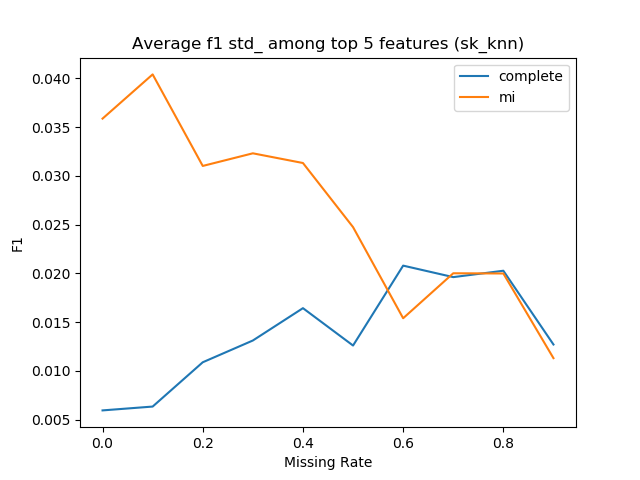 Average f1 std_ among top 5 features (sk_knn)
complete
mi
0.040
0.035
0.030
0.025
0.020
0.015
0.010
0.005
F1
0.0 0.2 0.4 0.6 0.8
Missing Rate